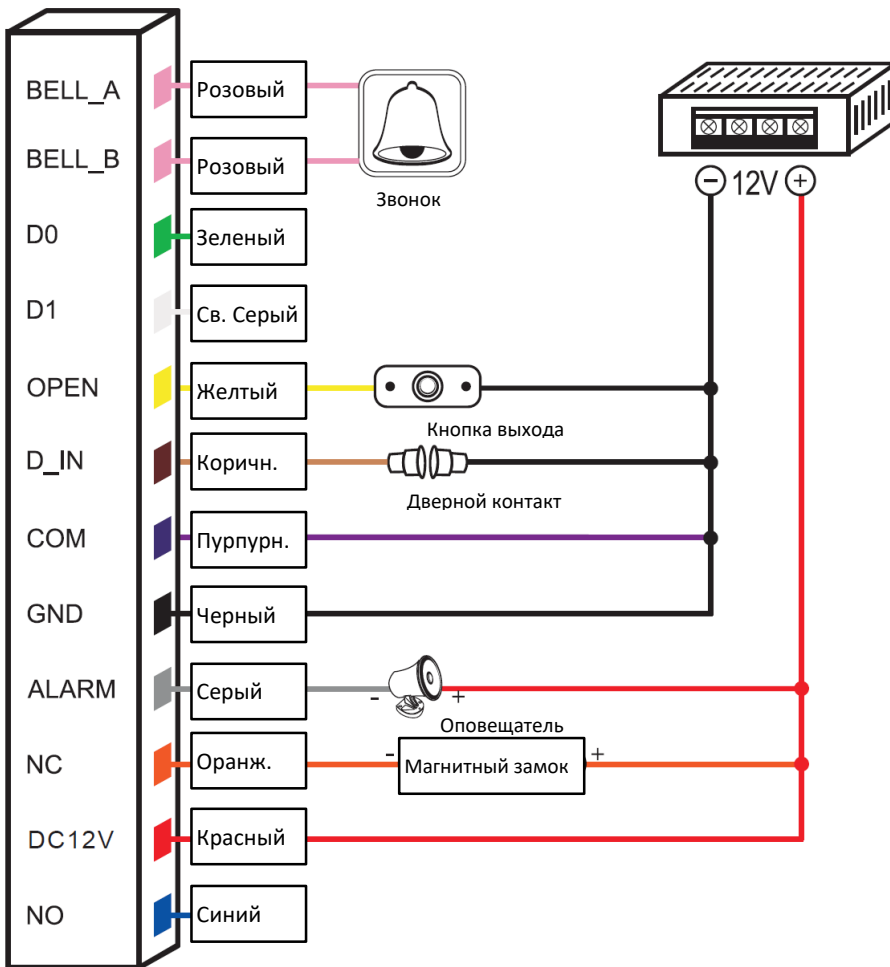 BELL_A
Розовый
BELL_B
Розовый
Звонок
− 12V +
D0
Зеленый
D1
Св. Серый
OPEN
Желтый
Кнопка выхода
D_IN
Коричн.
Дверной контакт
COM
Пурпурн.
GND
Черный
ALARM
Серый
- +
Оповещатель
NC
Оранж.
- Магнитный замок +
DC12V
Красный
NO
Синий